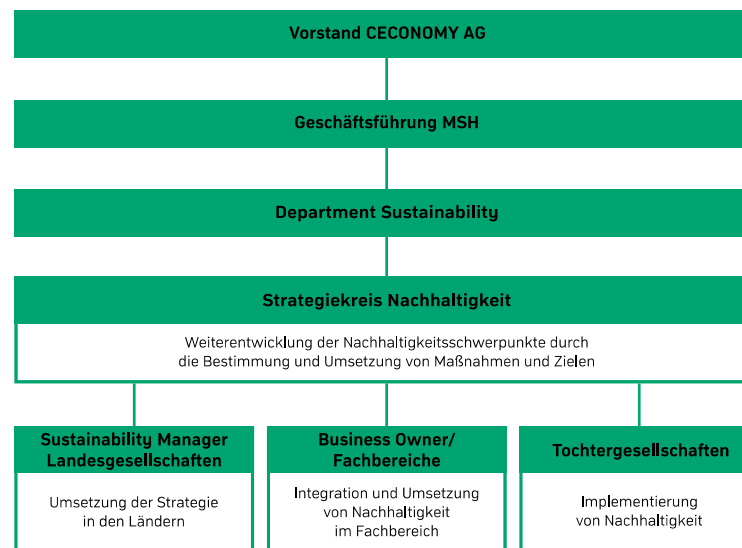 Vorstand CECONOMY AG
Geschäftsführung MSH
Department Sustainability
Strategiekreis Nachhaltigkeit
Weiterentwicklung der Nachhaltigkeitsschwerpunkte durch
die Bestimmung und Umsetzung von Maßnahmen und Zielen
Sustainability Manager
Landesgesellschaften
Umsetzung der Strategie
in den Ländern
Business Owner/
Fachbereiche
Integration und Umsetzung
von Nachhaltigkeit
im Fachbereich
Tochtergesellschaften
Implementierung
von Nachhaltigkeit